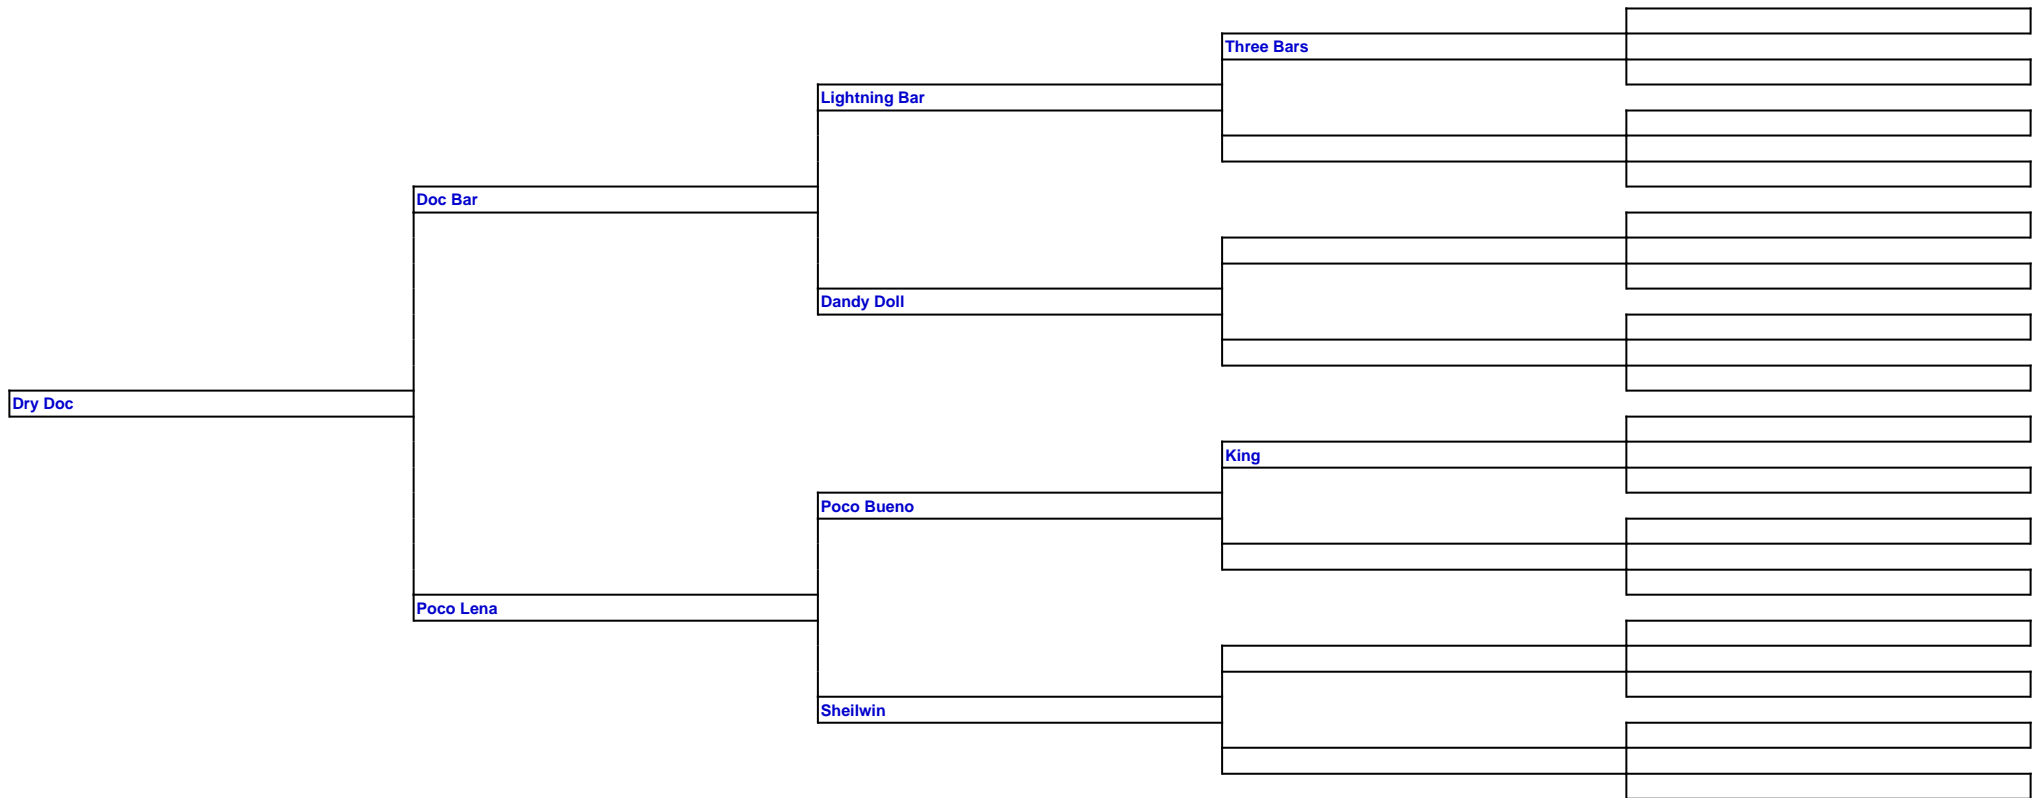 Three Bars
Lightning Bar
Doc Bar
Dandy Doll
Dry Doc
King
Poco Bueno
Poco Lena
Sheilwin